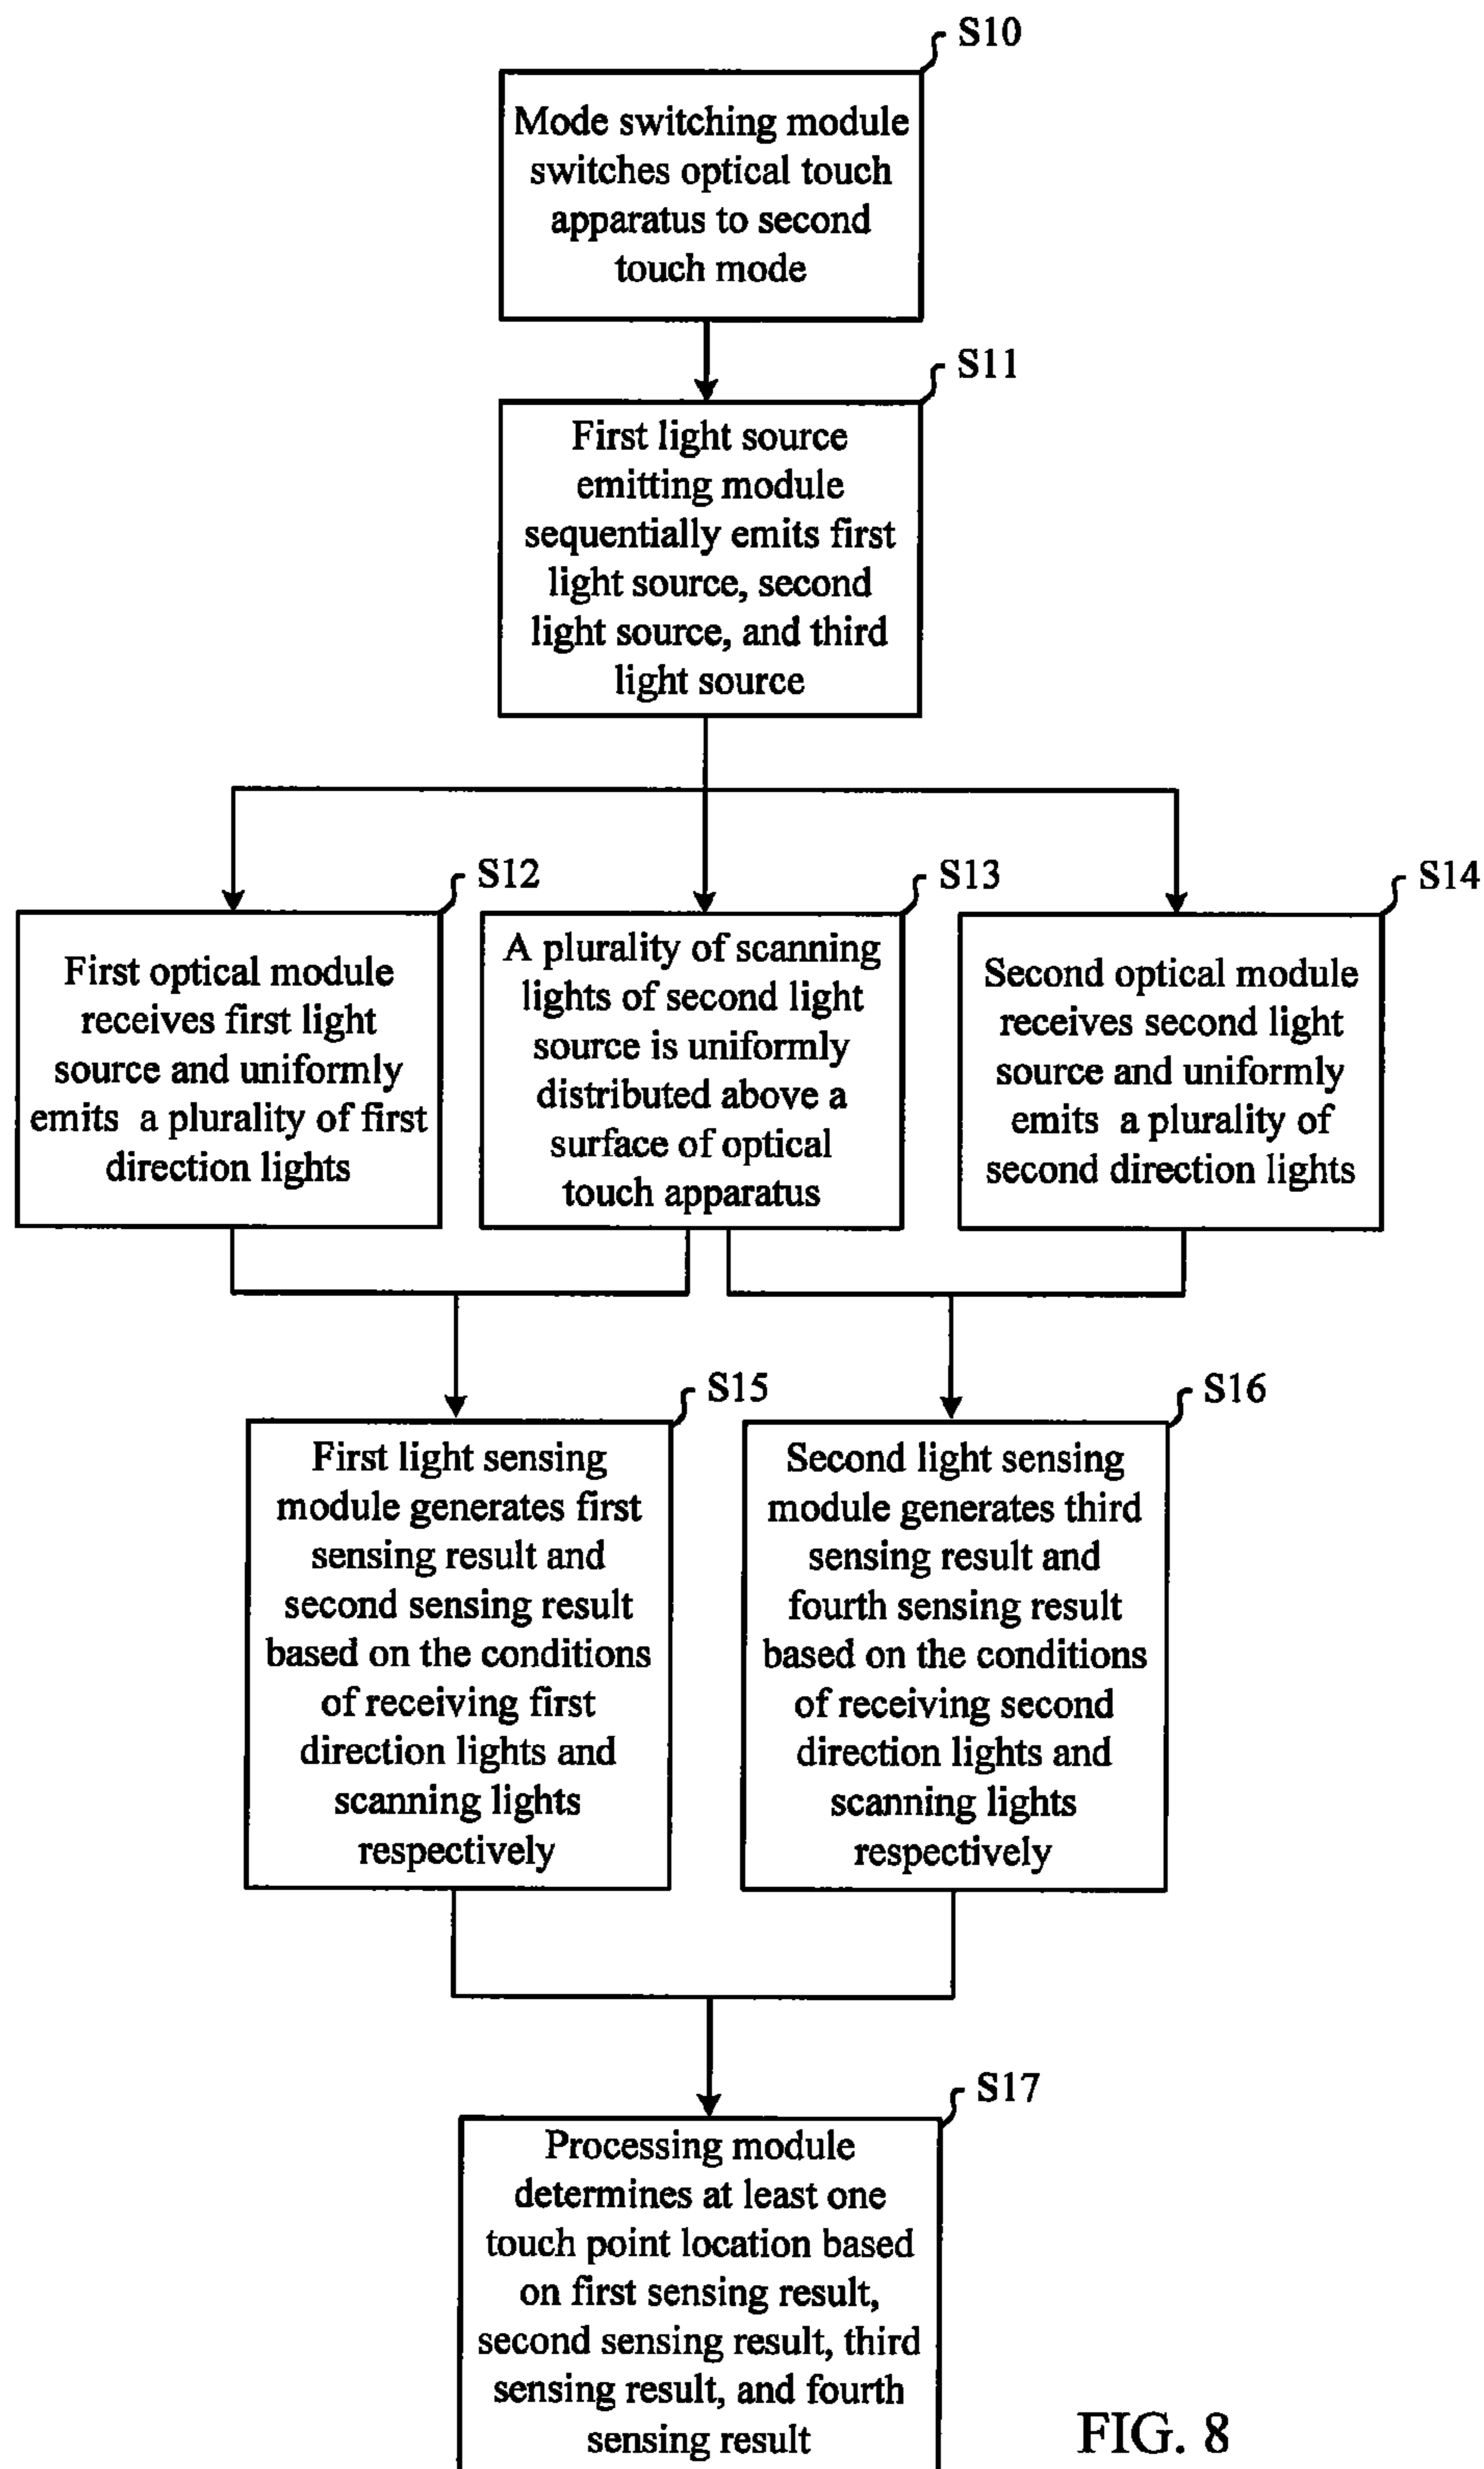 S10
Mode switching module
switches optical touch
apparatus to second
touch mode
S11
First light source
emitting module
sequentially emits first
light source, second
light source, and third
light source
S12
First optical module
receives first light
source and uniformly
emits a plurality of first
direction lights
S13
A plurality of scanning
lights of second light
source is uniformly
distributed above a
surface of optical
touch apparatus
S14
Second optical module
receives second light
source and uniformly
emits a plurality of
second direction lights
S15
First light sensing
module generates first
sensing result and
second sensing result
based on the conditions
of receiving first
direction lights and
scanning lights
respectively
S16
Second light sensing
module generates third
sensing result and
fourth sensing result
based on the conditions
of receiving second
direction lights and
scanning lights
respectively
S17
Processing module
determines at least one
touch point location based
on first sensing result,
second sensing result, third
sensing result, and fourth
sensing result
FIG. 8